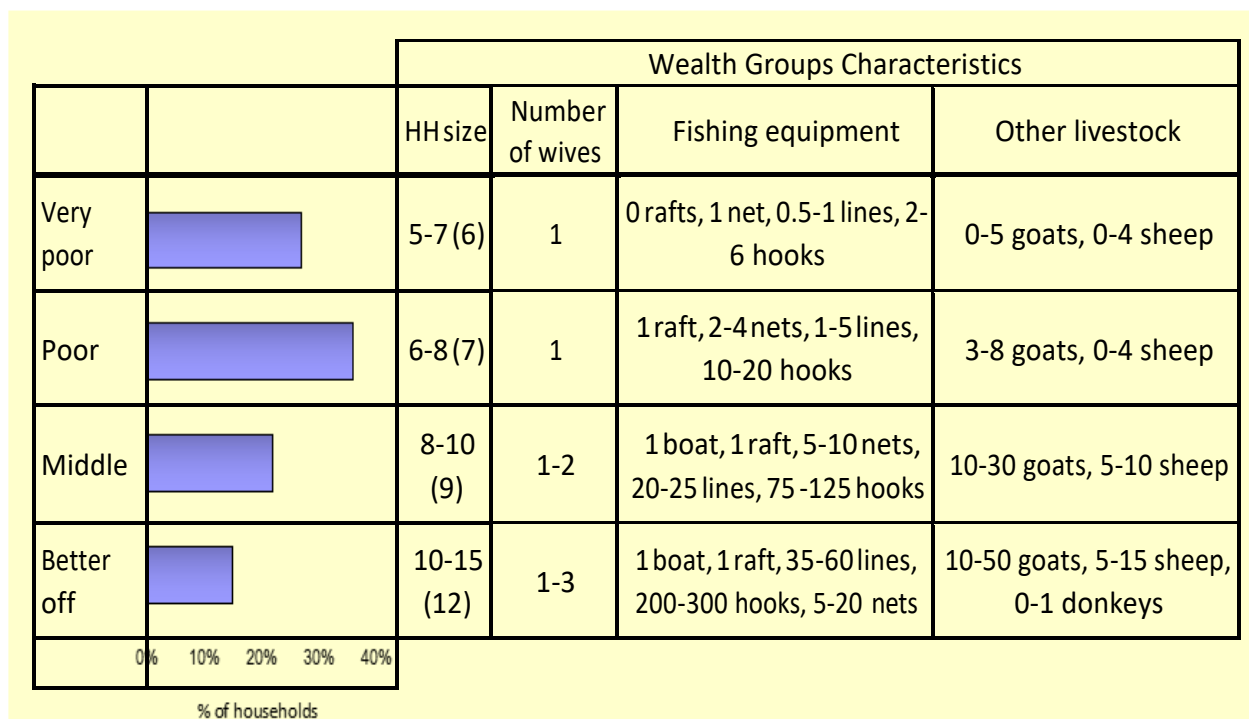 Wealth Groups Characteristics
HH size
Number
of wives
Fishing equipment
Other livestock
Very
poor
5-7 (6)
1
0 rafts, 1 net, 0.5-1 lines, 2-
6 hooks
0-5 goats, 0-4 sheep
Poor
6-8 (7)
1
1 raft, 2-4 nets, 1-5 lines,
10-20 hooks
3-8 goats, 0-4 sheep
Middle
8-10
(9)
1-2
1 boat, 1 raft, 5-10 nets,
20-25 lines, 75 -125 hooks
10-30 goats, 5-10 sheep
Better
off
10-15
(12)
1-3
1 boat, 1 raft, 35-60 lines,
200-300 hooks, 5-20 nets
10-50 goats, 5-15 sheep,
0-1 donkeys
0% 10% 20% 30% 40%
% of households